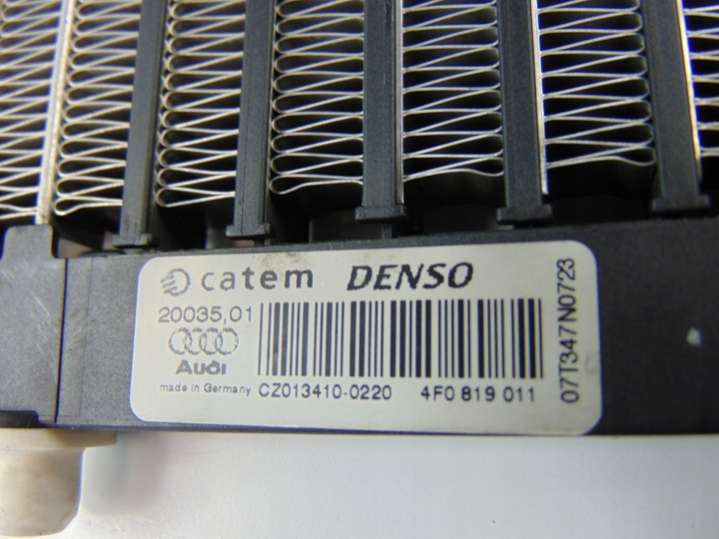 catem DENSO
20035,01
Audi
made in Germany CZ013410-0220 4F0 819 011
07T347N0723